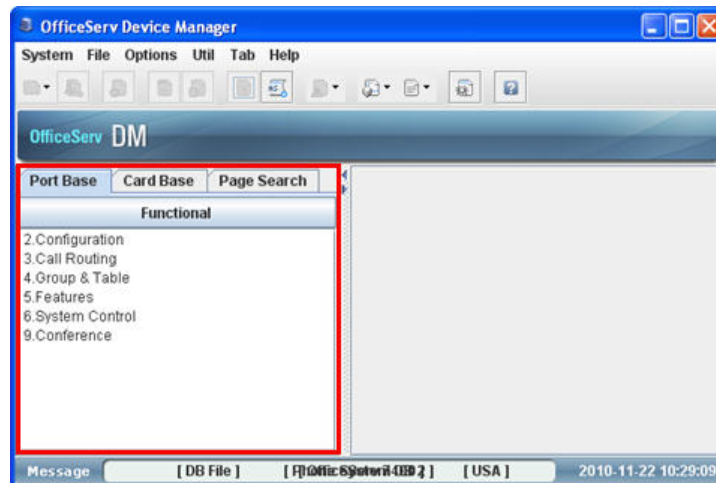 OfficeServ Device Manager
System File Options Util Tab Help
OfficeServ DM
Port Base Card Base Page Search
Functional
2.Configuration
3.Call Routing
4.Group & Table
5.Features
6.System Control
9.Conference
Message [ DB File ] [ USA ] 2010-11-22 10:29:09